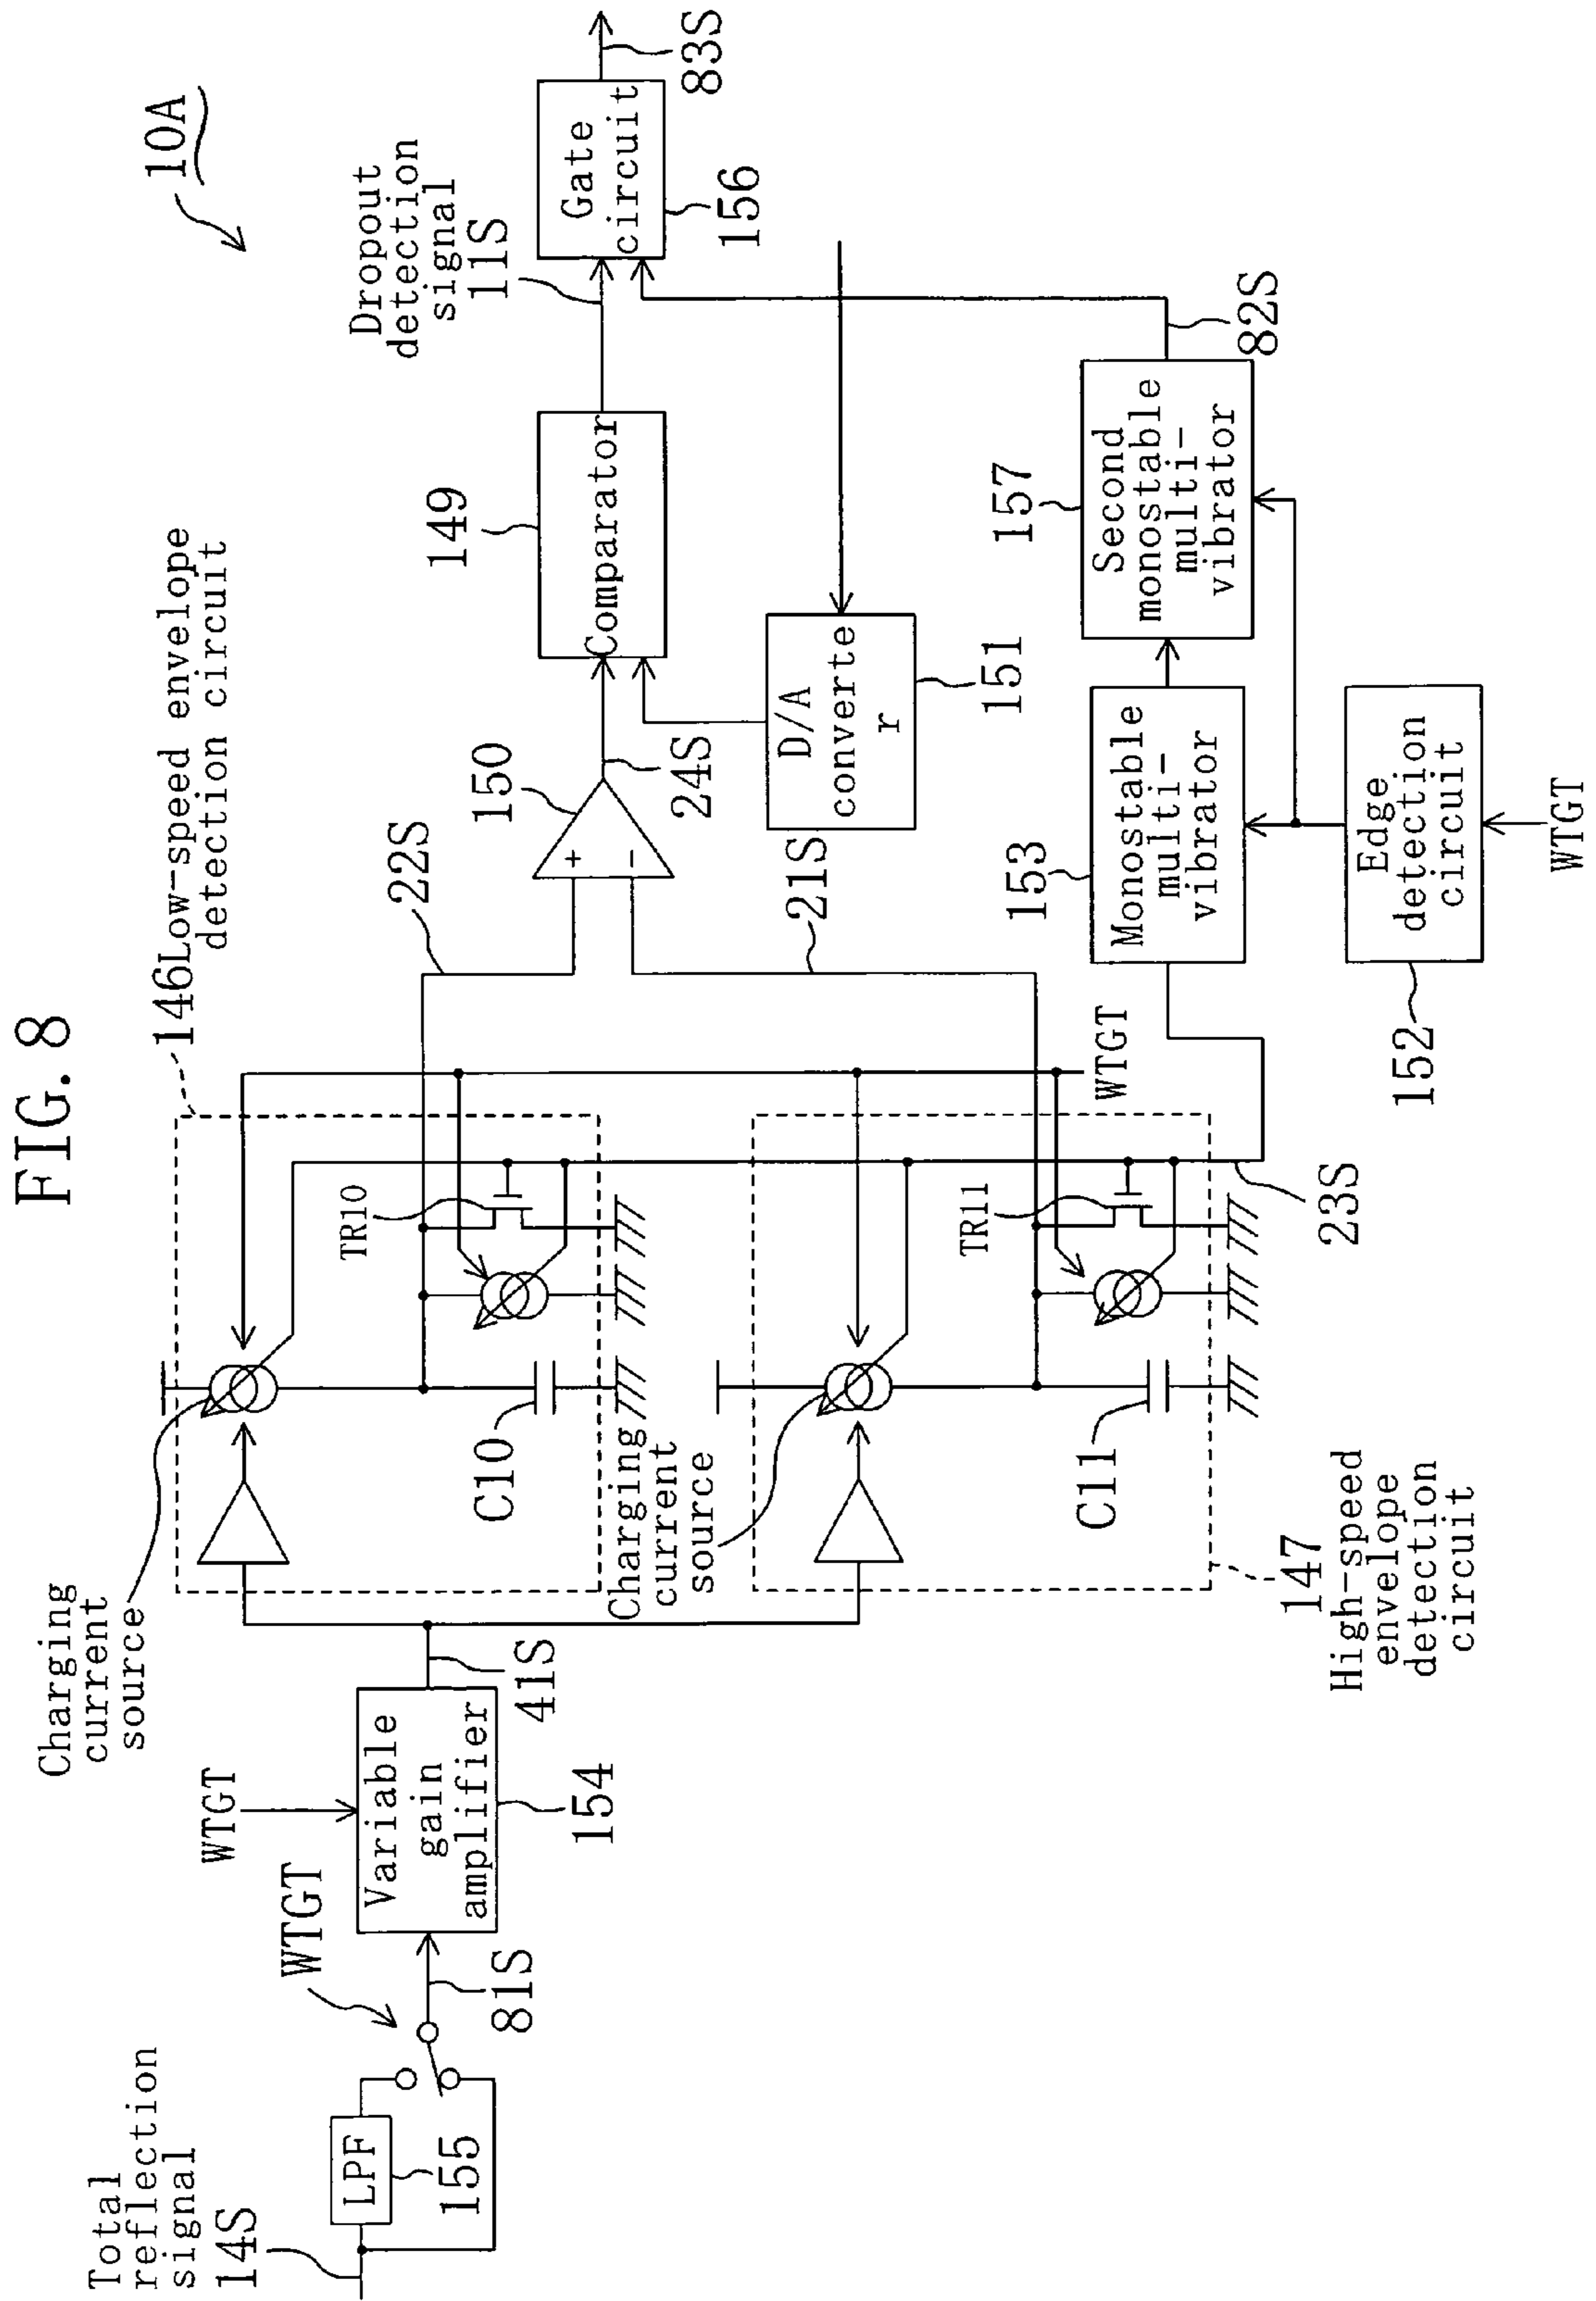 FIG. 8
10A
Total
reflection
signal
14S
LPF
155
WTGT
81S
WTGT
Variable
gain
amplifier
154
41S
Charging
current
source
146
Low-speed envelope
detection circuit
C10
TR10
Charging
current
source
C11
TR11
147
High-speed
envelope
detection
circuit
WTGT
23S
22S
21S
+
−
150
24S
149
Comparator
D/A
converte
r
151
Dropout
detection
signal
11S
Gate
circuit
156
83S
153
Monostable
multi-
vibrator
157
Second
monostable
multi-
vibrator
82S
Edge
detection
circuit
152
WTGT